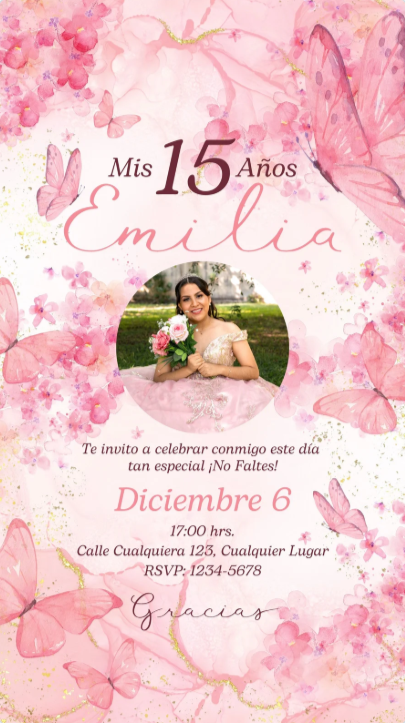 Mis 15 Años
Emilia
Te invito a celebrar conmigo este día
tan especial ¡No Faltes!
Diciembre 6
17:00 hrs.
Calle Cualquiera 123, Cualquier Lugar
RSVP: 1234-5678
Gracias